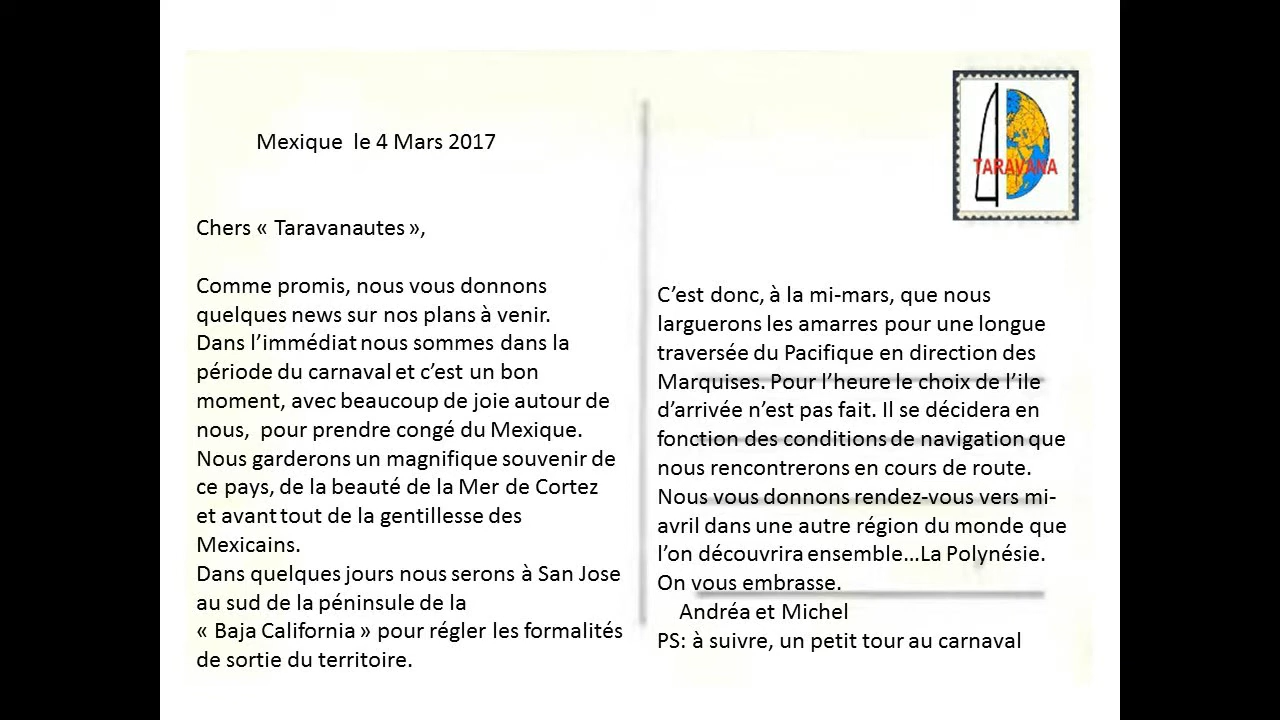 Mexique le 4 Mars 2017
Chers « Taravanautes »,
Comme promis, nous vous donnons
quelques news sur nos plans à venir.
Dans l’immédiat nous sommes dans la
période du carnaval et c’est un bon
moment, avec beaucoup de joie autour de
nous, pour prendre congé du Mexique.
Nous garderons un magnifique souvenir de
ce pays, de la beauté de la Mer de Cortez
et avant tout de la gentillesse des
Mexicains.
Dans quelques jours nous serons à San Jose
au sud de la péninsule de la
« Baja California » pour régler les formalités
de sortie du territoire.
TARAVANA
C’est donc, à la mi-mars, que nous
larguerons les amarres pour une longue
traversée du Pacifique en direction des
Marquises. Pour l’heure le choix de l’ile
d’arrivée n’est pas fait. Il se décidera en
fonction des conditions de navigation que
nous rencontrerons en cours de route.
Nous vous donnons rendez-vous vers mi-
avril dans une autre région du monde que
l’on découvrira ensemble...La Polynésie.
On vous embrasse.
Andréa et Michel
PS: à suivre, un petit tour au carnaval